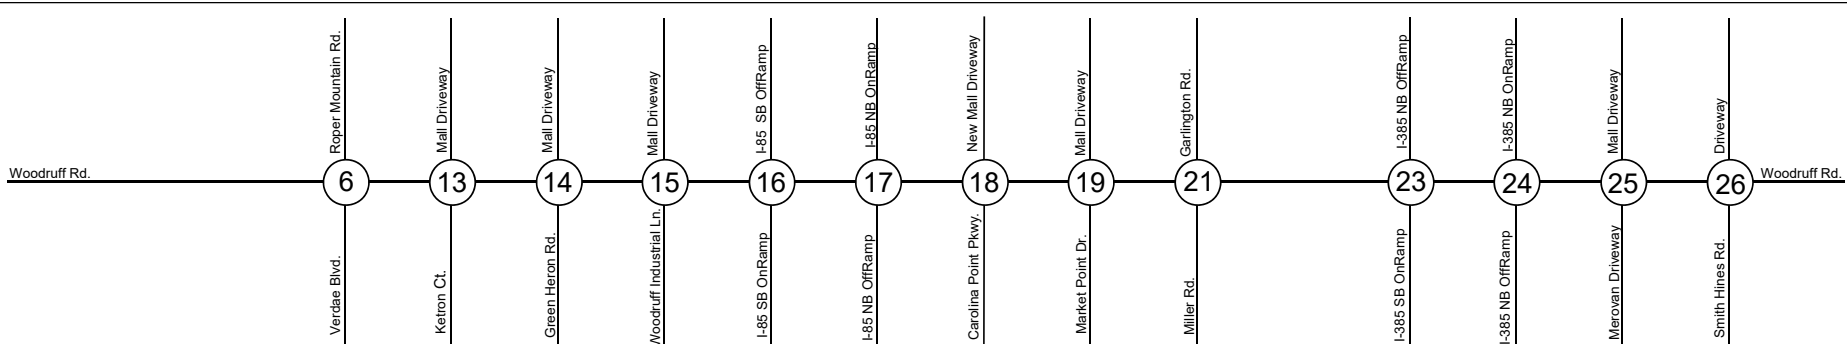 Roper Mountain Rd.
Mall Driveway
Mall Driveway
Mall Driveway
I-85 SB OffRamp
I-85 NB OnRamp
New Mall Driveway
Mall Driveway
Garlington Rd.
I-385 NB OffRamp
I-385 NB OnRamp
Mall Driveway
Driveway
Woodruff Rd.
6
13
14
15
16
17
18
19
21
23
24
25
26
Woodruff Rd.
Verdae Blvd.
Ketron Ct.
Green Heron Rd.
Woodruff Industrial Ln.
I-85 SB OnRamp
I-85 NB OffRamp
Carolina Point Pkwy.
Market Point Dr.
Miller Rd.
I-385 SB OnRamp
I-385 NB OffRamp
Merovan Driveway
Smith Hines Rd.